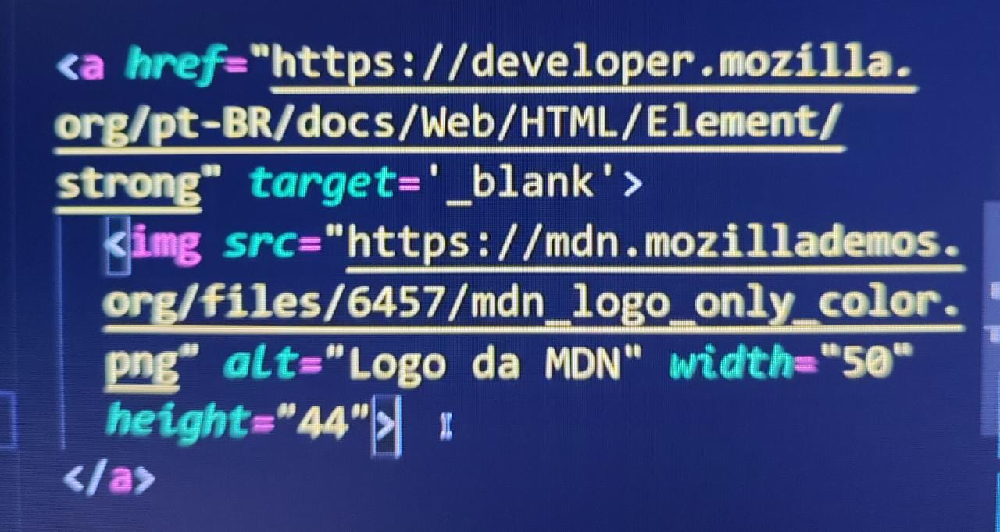 <a href="https://developer.mozilla.
org/pt-BR/docs/Web/HTML/Element/
strong" target='_blank'>
<img src="https://mdn.mozillademos.
org/files/6457/mdn_logo_only_color.
png" alt="Logo da MDN" width="50"
height="44">
</a>